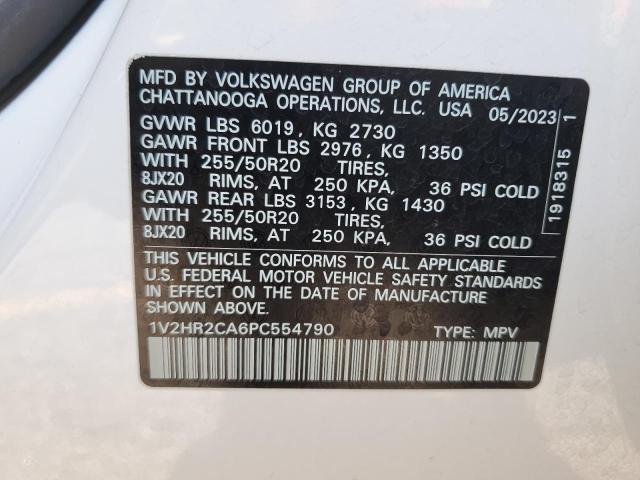 MFD BY VOLKSWAGEN GROUP OF AMERICA
CHATTANOOGA OPERATIONS, LLC. USA 05/2023
GVWR LBS 6019, KG 2730
GAWR FRONT LBS 2976, KG 1350
WITH 255/50R20 TIRES,
8JX20 RIMS, AT 250 KPA, 36 PSI COLD
GAWR REAR LBS 3153, KG 1430
WITH 255/50R20 TIRES,
8JX20 RIMS, AT 250 KPA, 36 PSI COLD
THIS VEHICLE CONFORMS TO ALL APPLICABLE
U.S. FEDERAL MOTOR VEHICLE SAFETY STANDARDS
IN EFFECT ON THE DATE OF MANUFACTURE
SHOWN ABOVE.
1V2HR2CA6PC554790 TYPE: MPV
1918315 1